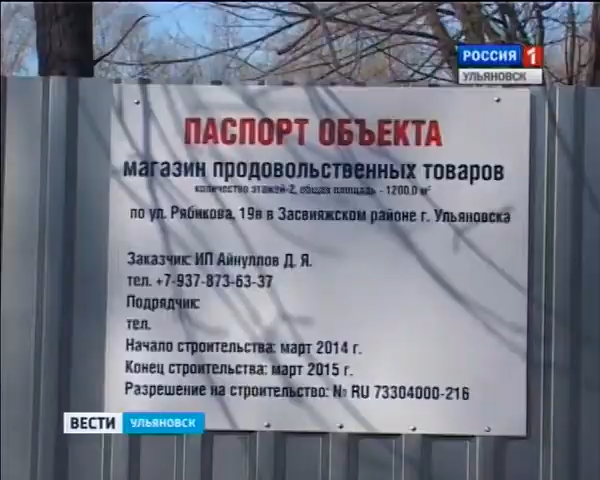 РОССИЯ 1
УЛЬЯНОВСК
ПАСПОРТ ОБЪЕКТА
магазин продовольственных товаров
количество этажей-2, общая площадь - 1200.0 м²
по ул. Рябикова, 19в в Засвияжском районе г. Ульяновска
Заказчик: ИП Айнуллов Д. Я.
тел. +7-937-873-63-37
Подрядчик:
тел.
Начало строительства: март 2014 г.
Конец строительства: март 2015 г.
Разрешение на строительство: № RU 73304000-216
ВЕСТИ УЛЬЯНОВСК